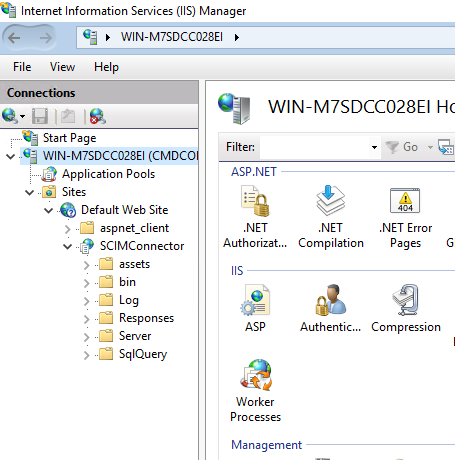 Internet Information Services (IIS) Manager
WIN-M7SDCC028EI
File View Help
Connections
Start Page
WIN-M7SDCC028EI (CMDCO
Application Pools
Sites
Default Web Site
aspnet_client
SCIMConnector
assets
bin
Log
Responses
Server
SqlQuery
WIN-M7SDCC028EI Ho
Filter: Go
ASP.NET
.NET Authorizat...
.NET Compilation
404
.NET Error Pages
IIS
ASP
Authentic...
Compression
Worker Processes
Management